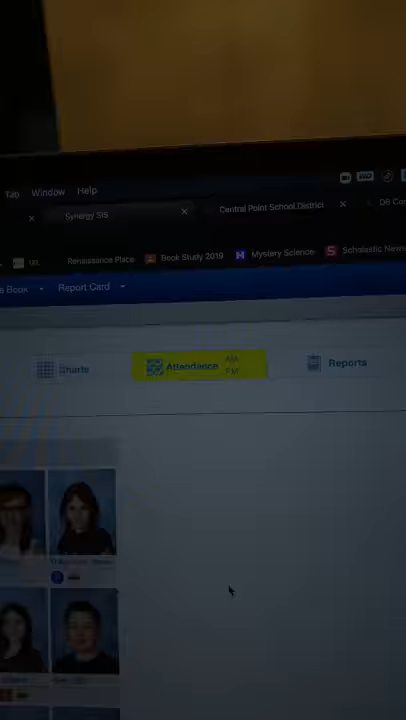 Tab Window Help
Synergy SIS
Central Point School District
Renaissance Place Book Study 2019 Mystery Science Scholastic News
Book Report Card
Charts Attendance AM PM Reports